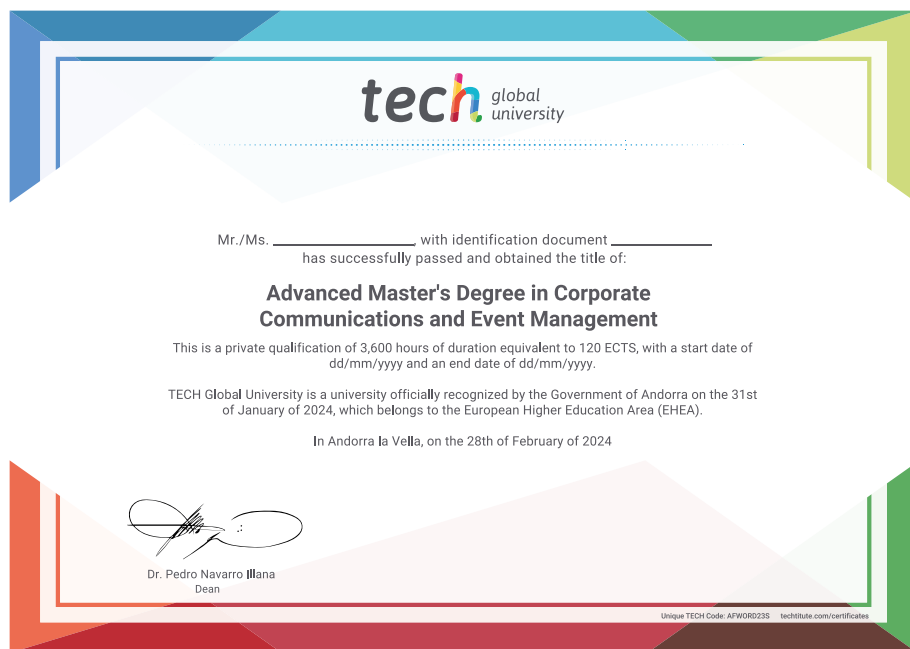 tech global
university
Mr./Ms. ____________, with identification document ____________
has successfully passed and obtained the title of:
Advanced Master's Degree in Corporate
Communications and Event Management
This is a private qualification of 3,600 hours of duration equivalent to 120 ECTS, with a start date of
dd/mm/yyyy and an end date of dd/mm/yyyy.
TECH Global University is a university officially recognized by the Government of Andorra on the 31st
of January of 2024, which belongs to the European Higher Education Area (EHEA).
In Andorra la Vella, on the 28th of February of 2024
Dr. Pedro Navarro Illana
Dean
Unique TECH Code: AFWORD23S techtitute.com/certificates